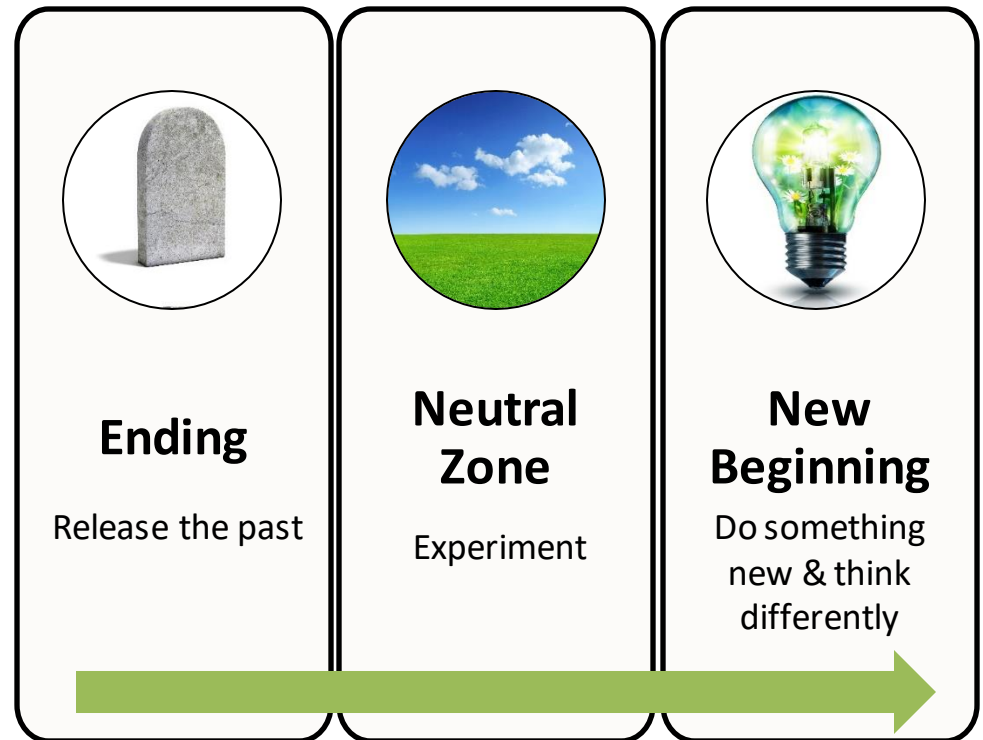 Ending
Release the past
Neutral
Zone
Experiment
New
Beginning
Do something
new & think
differently